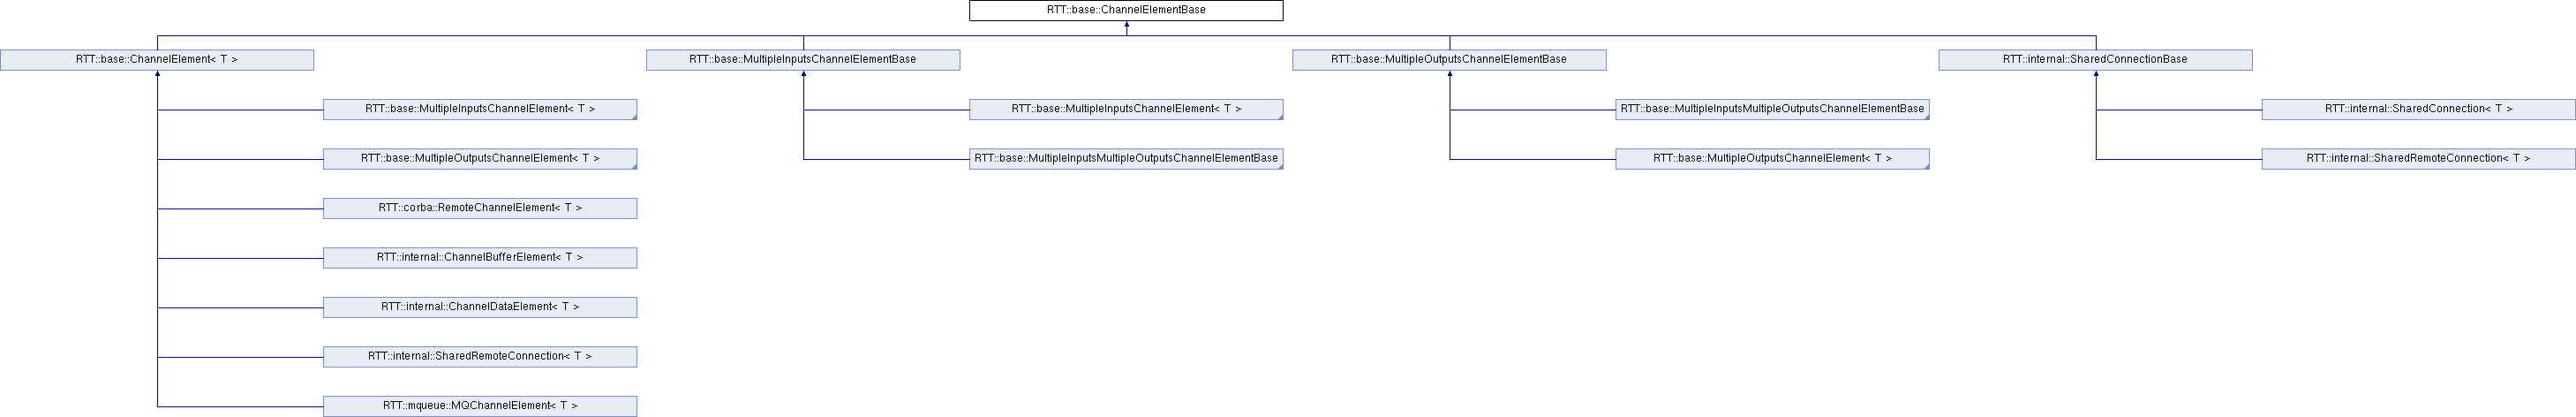 RTT::base::ChannelElementBase
RTT::base::ChannelElement< T >
RTT::base::MultipleInputsChannelElementBase
RTT::base::MultipleOutputsChannelElementBase
RTT::internal::SharedConnectionBase
RTT::base::MultipleInputsChannelElement< T >
RTT::base::MultipleInputsChannelElement< T >
RTT::base::MultipleInputsMultipleOutputsChannelElementBase
RTT::internal::SharedConnection< T >
RTT::base::MultipleOutputsChannelElement< T >
RTT::base::MultipleInputsMultipleOutputsChannelElementBase
RTT::base::MultipleOutputsChannelElement< T >
RTT::internal::SharedRemoteConnection< T >
RTT::corba::RemoteChannelElement< T >
RTT::internal::ChannelBufferElement< T >
RTT::internal::ChannelDataElement< T >
RTT::internal::SharedRemoteConnection< T >
RTT::mqueue::MQChannelElement< T >